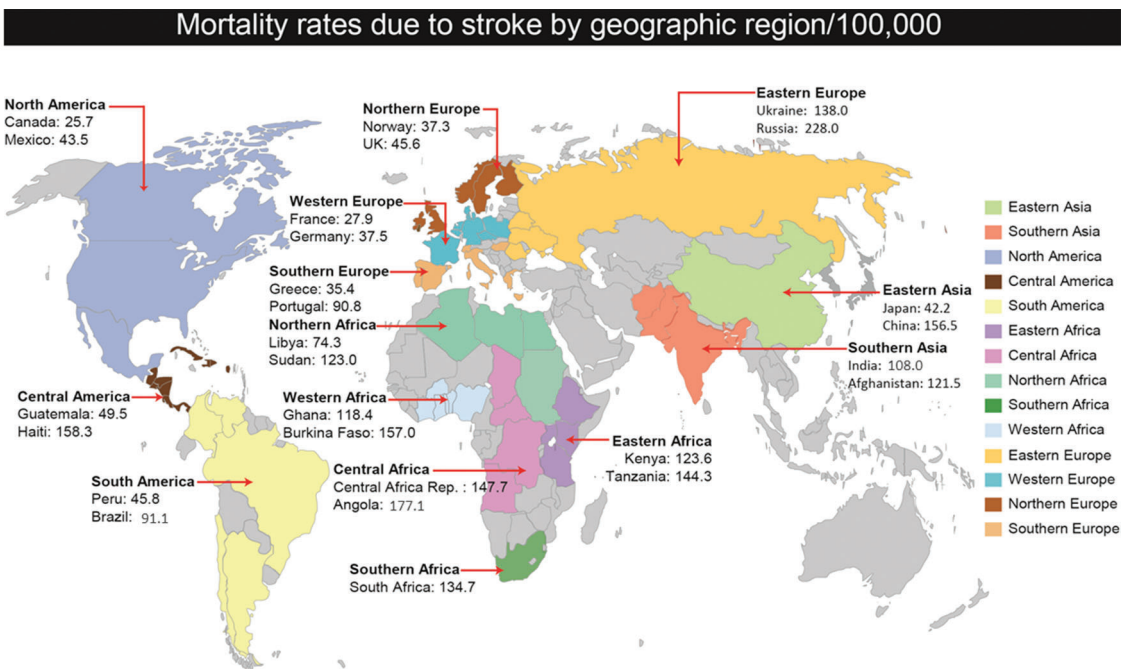 Mortality rates due to stroke by geographic region/100,000
North America
Canada: 25.7
Mexico: 43.5
Northern Europe
Norway: 37.3
UK: 45.6
Eastern Europe
Ukraine: 138.0
Russia: 228.0
Western Europe
France: 27.9
Germany: 37.5
Southern Europe
Greece: 35.4
Portugal: 90.8
Northern Africa
Libya: 74.3
Sudan: 123.0
Eastern Asia
Japan: 42.2
China: 156.5
Southern Asia
India: 108.0
Afghanistan: 121.5
Central America
Guatemala: 49.5
Haiti: 158.3
Western Africa
Ghana: 118.4
Burkina Faso: 157.0
Eastern Africa
Kenya: 123.6
Tanzania: 144.3
South America
Peru: 45.8
Brazil: 91.1
Central Africa
Central Africa Rep. : 147.7
Angola: 177.1
Southern Africa
South Africa: 134.7
Eastern Asia
Southern Asia
North America
Central America
South America
Eastern Africa
Central Africa
Northern Africa
Southern Africa
Western Africa
Eastern Europe
Western Europe
Northern Europe
Southern Europe